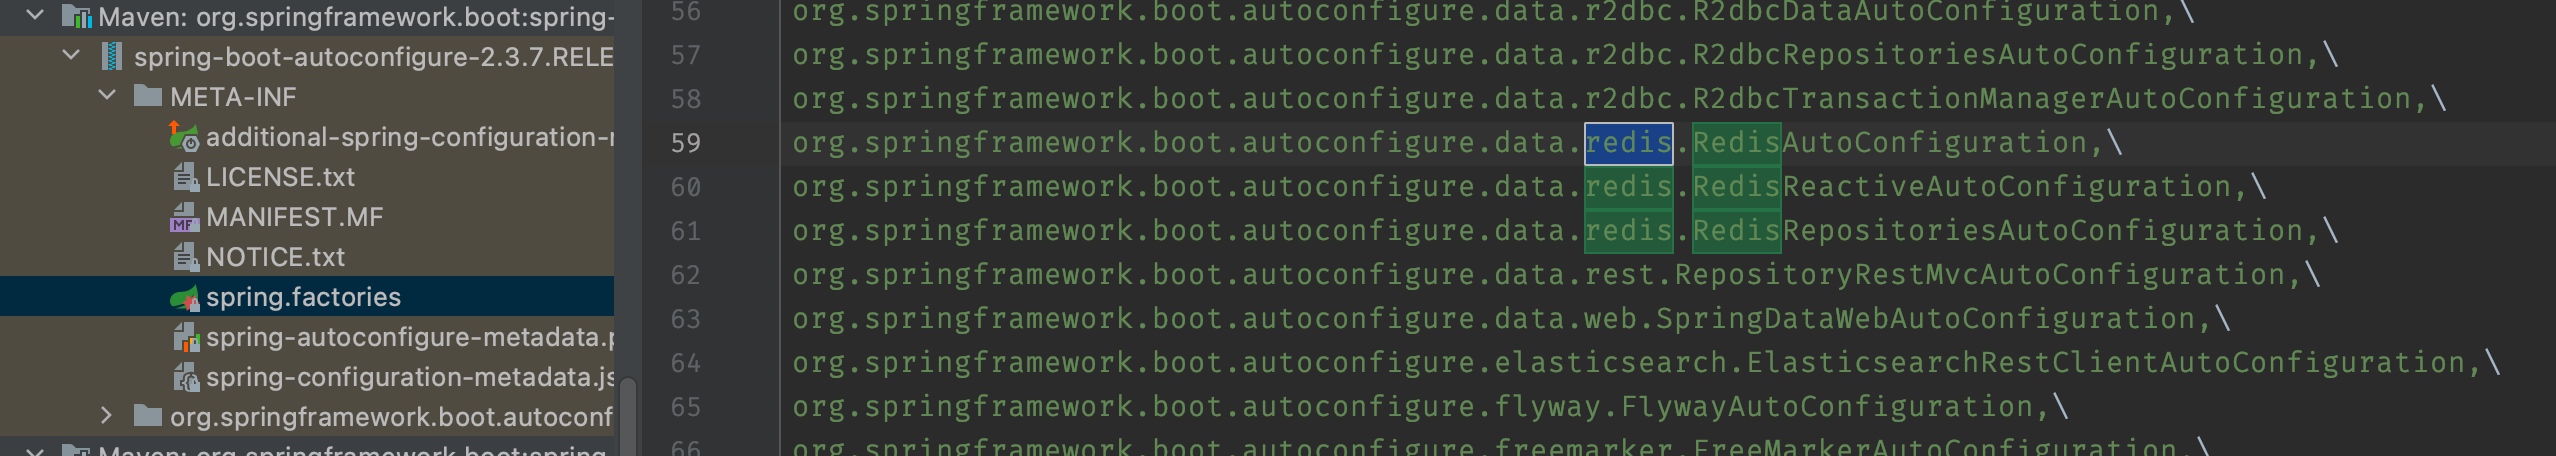 Maven: org.springframework.boot:spring-
spring-boot-autoconfigure-2.3.7.RELE
META-INF
additional-spring-configuration-
LICENSE.txt
MF MANIFEST.MF
NOTICE.txt
spring.factories
spring-autoconfigure-metadata.p
spring-configuration-metadata.js
org.springframework.boot.autoconf
Maven: org.springframework.boot:spring-
56 org.springframework.boot.autoconfigure.data.r2dbc.R2dbcDataAutoConfiguration,\
57 org.springframework.boot.autoconfigure.data.r2dbc.R2dbcRepositoriesAutoConfiguration,\
58 org.springframework.boot.autoconfigure.data.r2dbc.R2dbcTransactionManagerAutoConfiguration,\
59 org.springframework.boot.autoconfigure.data.redis.RedisAutoConfiguration,\
60 org.springframework.boot.autoconfigure.data.redis.RedisReactiveAutoConfiguration,\
61 org.springframework.boot.autoconfigure.data.redis.RedisRepositoriesAutoConfiguration,\
62 org.springframework.boot.autoconfigure.data.rest.RepositoryRestMvcAutoConfiguration,\
63 org.springframework.boot.autoconfigure.data.web.SpringDataWebAutoConfiguration,\
64 org.springframework.boot.autoconfigure.elasticsearch.ElasticsearchRestClientAutoConfiguration,\
65 org.springframework.boot.autoconfigure.flyway.FlywayAutoConfiguration,\
66 org.springframework.boot.autoconfigure.freemarker.FreeMarkerAutoConfiguration,\